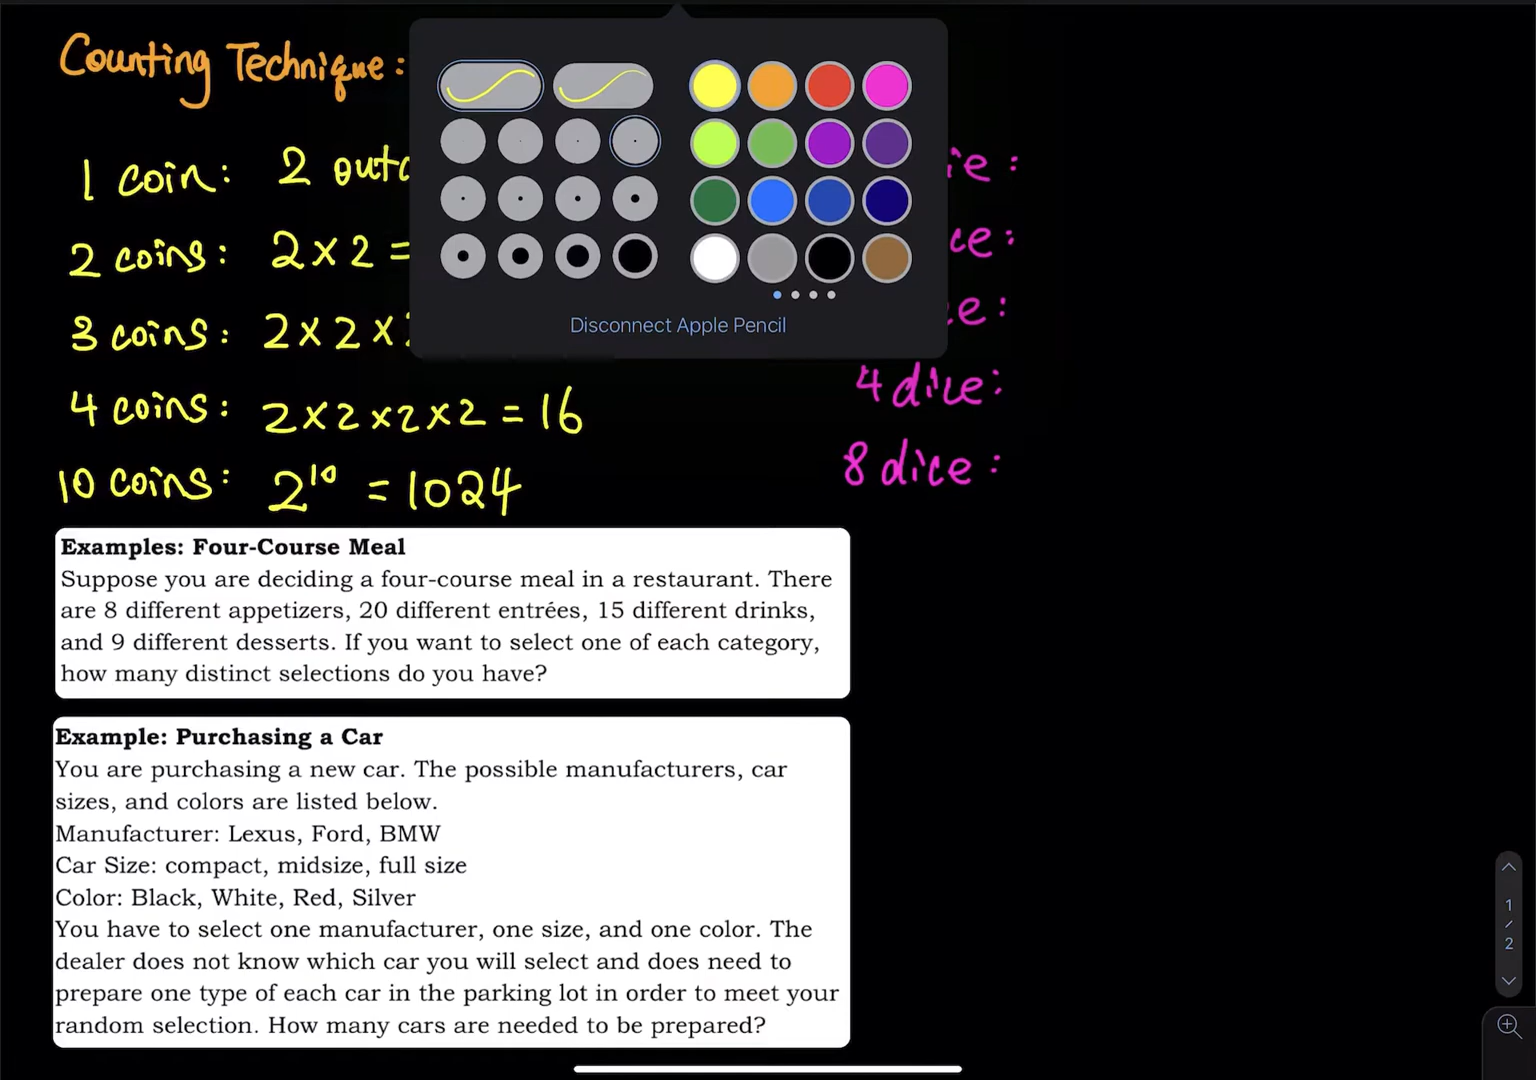 Counting Technique:
1 coin: 2
2 coins: 2 × 2 =
3 coins: 2 × 2 ×
4 coins: 2 × 2 × 2 × 2 = 16
10 coins: 2^10 = 1024
4 dice:
8 dice:
Disconnect Apple Pencil
Examples: Four-Course Meal
Suppose you are deciding a four-course meal in a restaurant. There
are 8 different appetizers, 20 different entrées, 15 different drinks,
and 9 different desserts. If you want to select one of each category,
how many distinct selections do you have?
Example: Purchasing a Car
You are purchasing a new car. The possible manufacturers, car
sizes, and colors are listed below.
Manufacturer: Lexus, Ford, BMW
Car Size: compact, midsize, full size
Color: Black, White, Red, Silver
You have to select one manufacturer, one size, and one color. The
dealer does not know which car you will select and does need to
prepare one type of each car in the parking lot in order to meet your
random selection. How many cars are needed to be prepared?
1
/
2